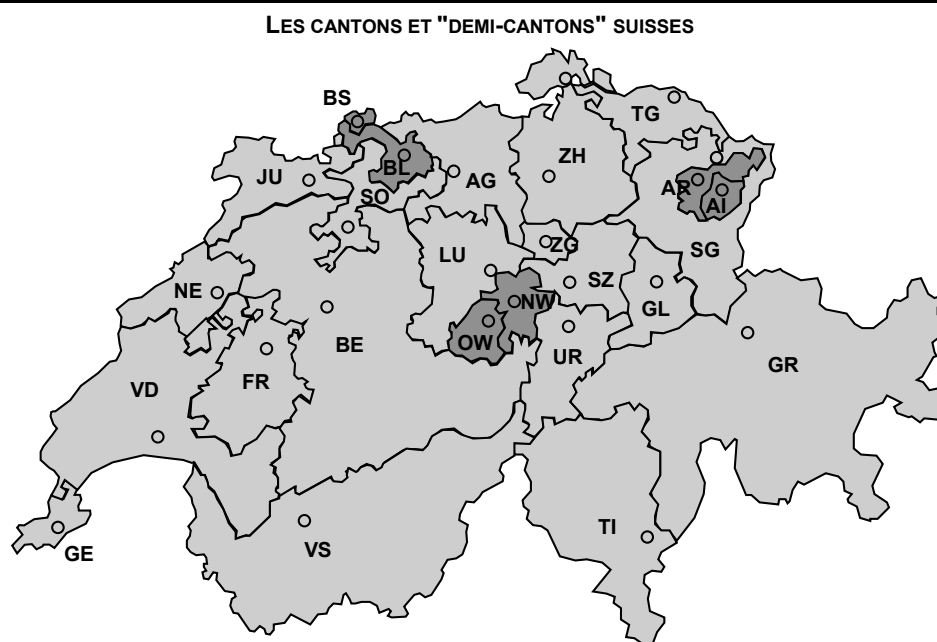 LES CANTONS ET "DEMI-CANTONS" SUISSES
BS
TG
ZH
BL
JU
AG
AR
AI
SO
ZG
SG
LU
SZ
NE
NW
GL
OW
BE
UR
GR
VD
FR
TI
GE
VS